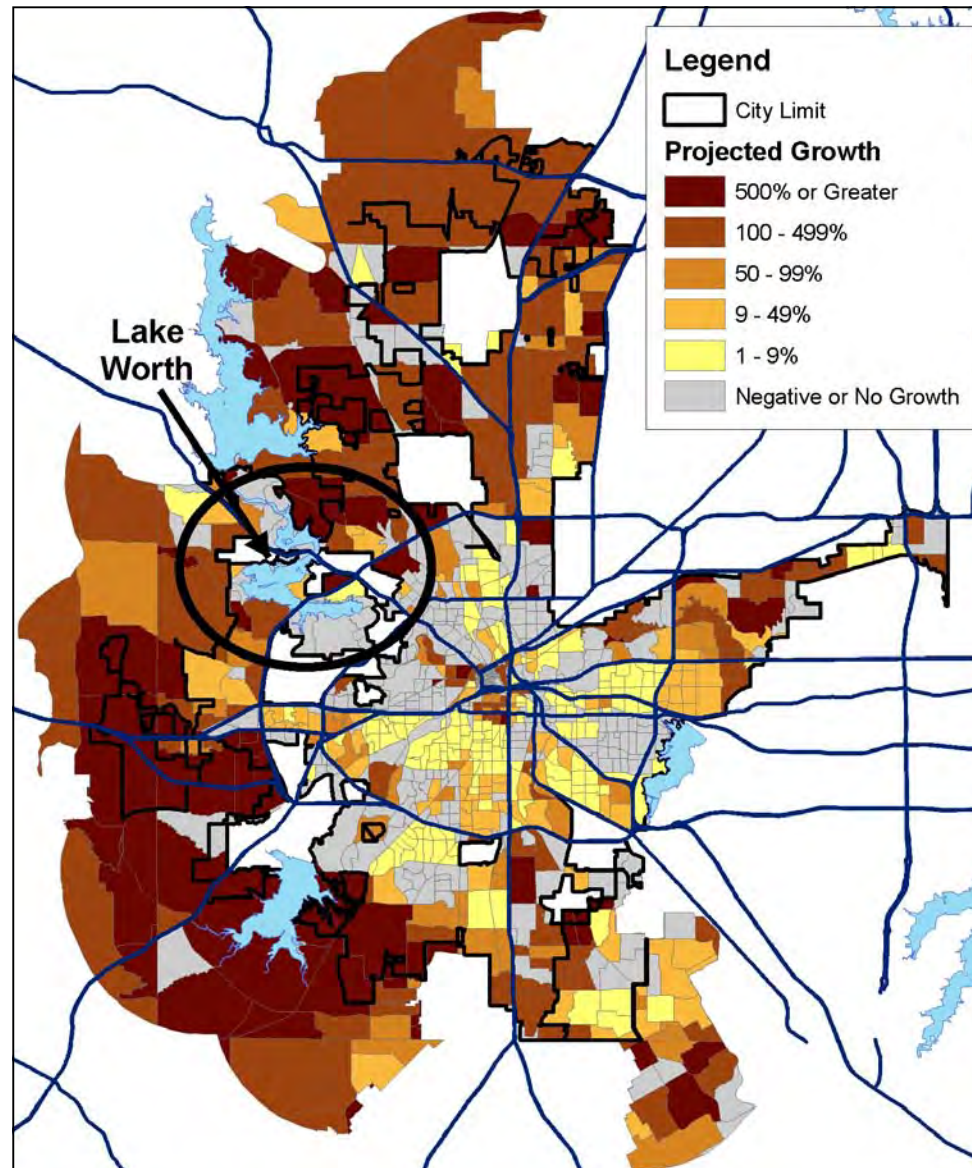 Legend
City Limit
Projected Growth
500% or Greater
100 - 499%
50 - 99%
9 - 49%
1 - 9%
Negative or No Growth
Lake
Worth